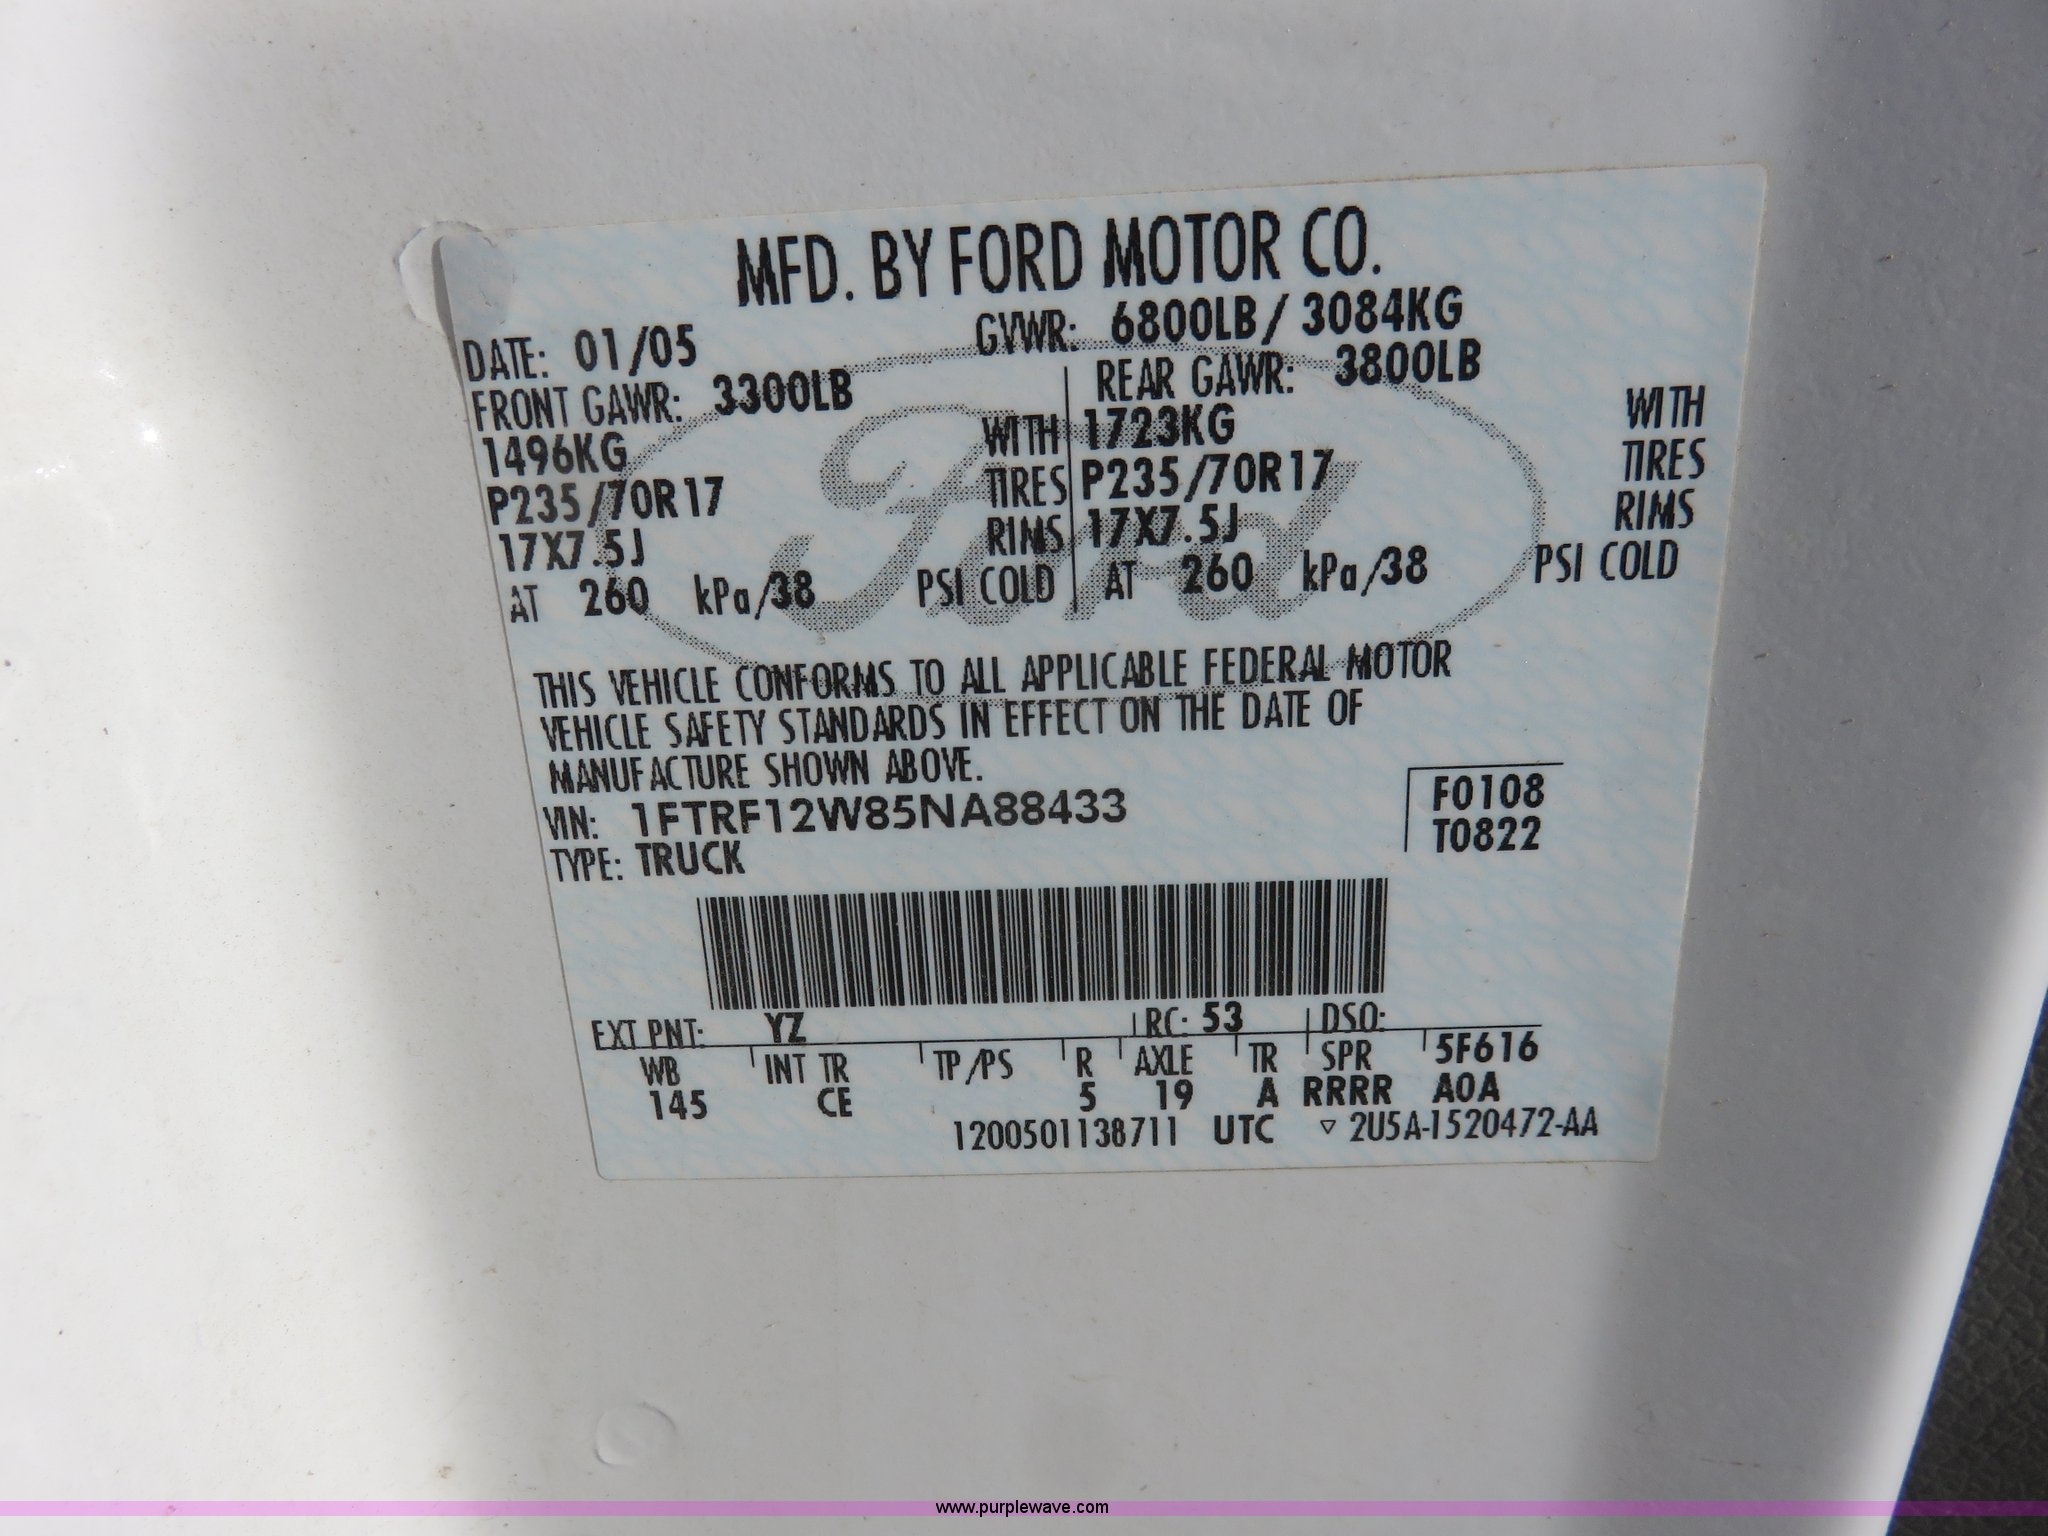 MFD. BY FORD MOTOR CO.
DATE: 01/05 GVWR: 6800LB/ 3084KG
FRONT GAWR: 3300LB REAR GAWR: 3800LB
1496KG WITH 1723KG WITH
P235/70R17 TIRES P235/70R17 TIRES
17X7.5J RIMS 17X7.5J RIMS
AT 260 kPa/38 PSI COLD AT 260 kPa/38 PSI COLD
Ford
THIS VEHICLE CONFORMS TO ALL APPLICABLE FEDERAL MOTOR
VEHICLE SAFETY STANDARDS IN EFFECT ON THE DATE OF
MANUFACTURE SHOWN ABOVE.
VIN: 1FTRF12W85NA88433 F0108
TYPE: TRUCK T0822
EXT PNT: YZ RC: 53 DSO:
WB INT TR TP/PS R AXLE TR SPR 5F616
145 CE 5 19 A RRRR A0A
1200501138711 UTC ▽ 2U5A-1520472-AA
www.purplewave.com